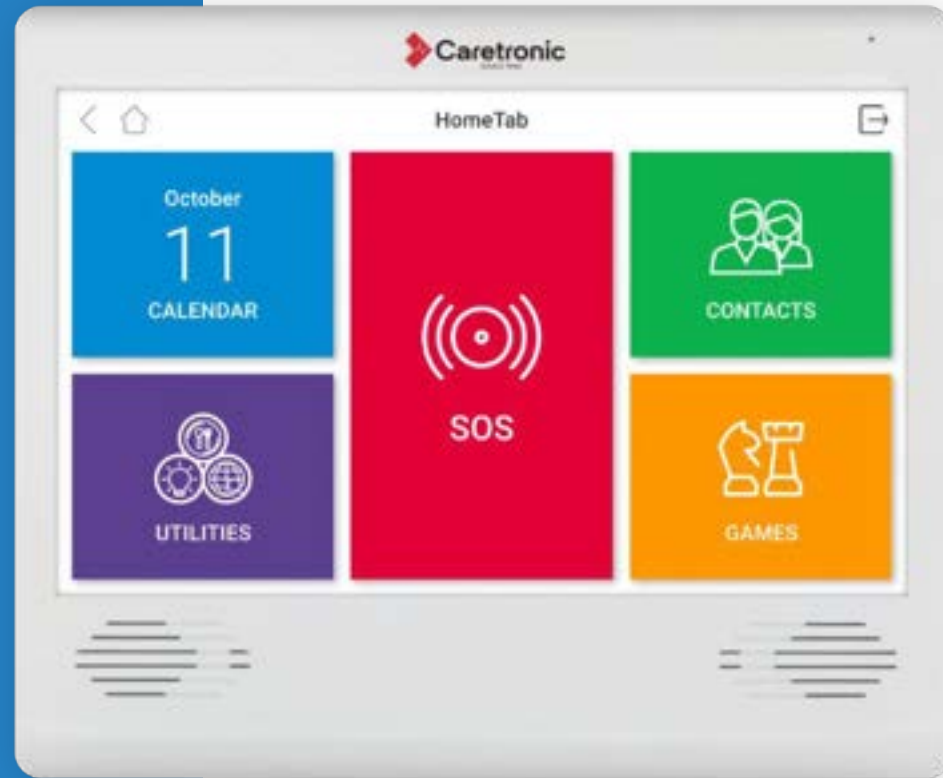 Caretronic
HomeTab
October
11
CALENDAR
SOS
CONTACTS
UTILITIES
GAMES